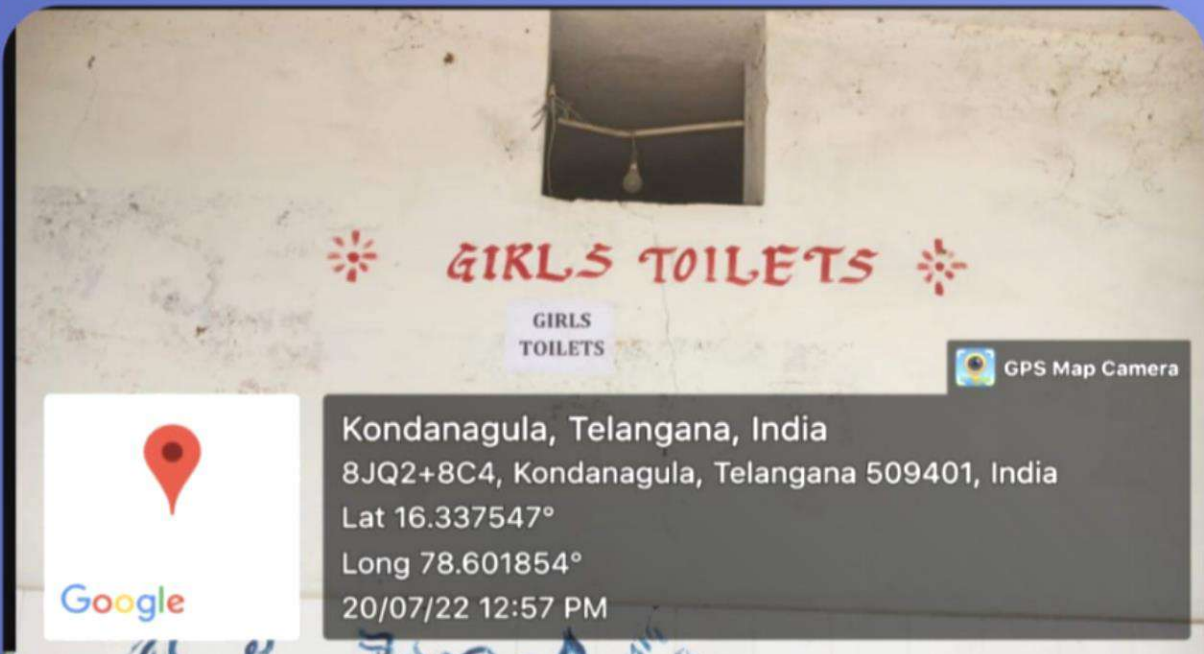 GIRLS TOILETS
GIRLS
TOILETS
GPS Map Camera
Kondanagula, Telangana, India
8JQ2+8C4, Kondanagula, Telangana 509401, India
Lat 16.337547°
Long 78.601854°
20/07/22 12:57 PM
Google